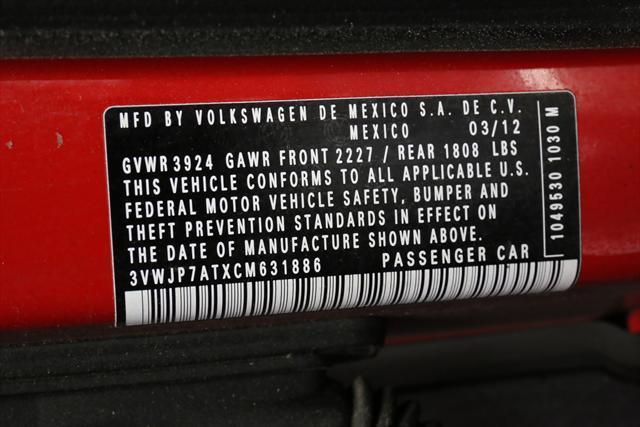 MFD BY VOLKSWAGEN DE MEXICO S.A. DE C.V.
MEXICO 03/12
GVWR 3924 GAWR FRONT 2227 / REAR 1808 LBS
THIS VEHICLE CONFORMS TO ALL APPLICABLE U.S.
FEDERAL MOTOR VEHICLE SAFETY, BUMPER AND
THEFT PREVENTION STANDARDS IN EFFECT ON
THE DATE OF MANUFACTURE SHOWN ABOVE.
3VWJP7ATXCM631886 PASSENGER CAR
1049530 1030 M